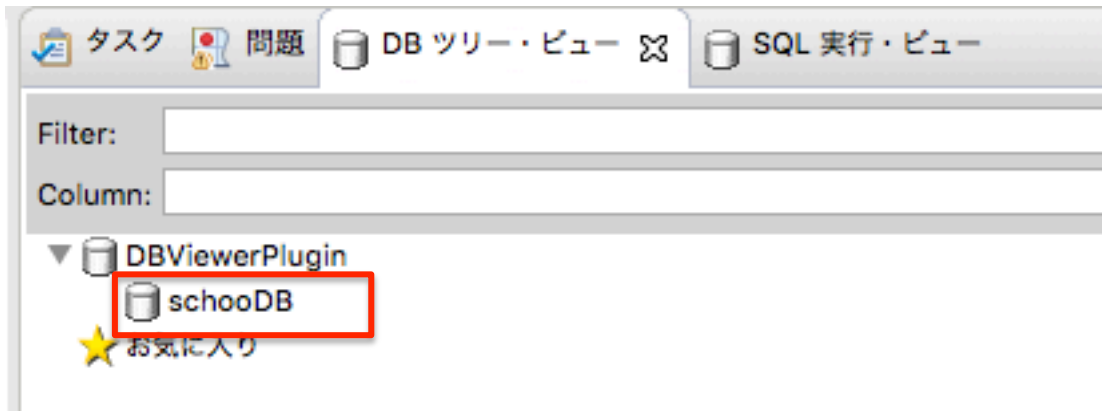 タスク 問題 DB ツリー・ビュー SQL 実行・ビュー
Filter:
Column:
DBViewerPlugin
schooDB
お気に入り